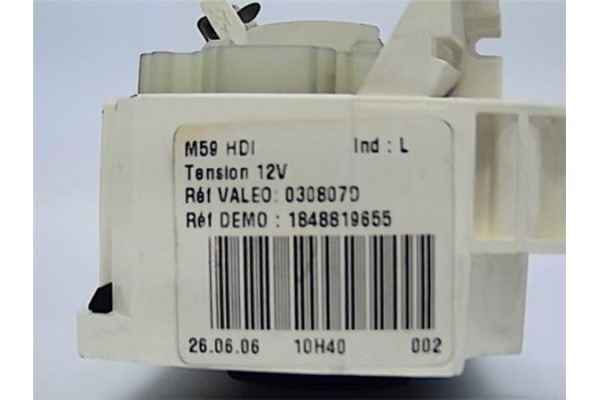 M59 HDI Ind : L
Tension 12V
Réf VALEO: 030807D
Réf DEMO : 1848819655
26.06.06 10H40 002